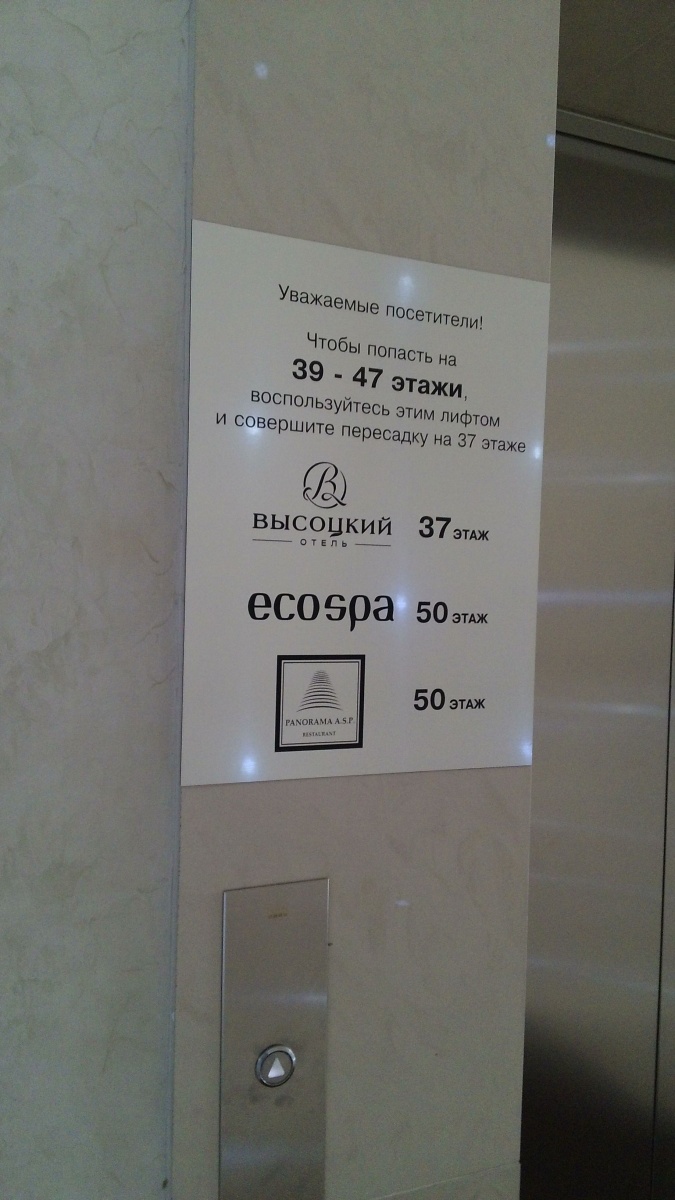 Уважаемые посетители!
Чтобы попасть на
39 - 47 этажи,
воспользуйтесь этим лифтом
и совершите пересадку на 37 этаже
В
ВЫСОЦКИЙ 37 ЭТАЖ
ОТЕЛЬ
ecospa 50 ЭТАЖ
PANORAMA A.S.P. 50 ЭТАЖ
RESTAURANT